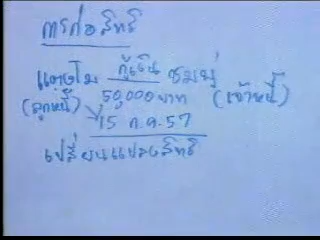 การก่อสิทธิ
แตงโม กู้เงิน ชมพู่
(ลูกหนี้) 50,000 บาท (เจ้าหนี้)
15 ก.ค. 57
เปลี่ยนแปลงสิทธิ